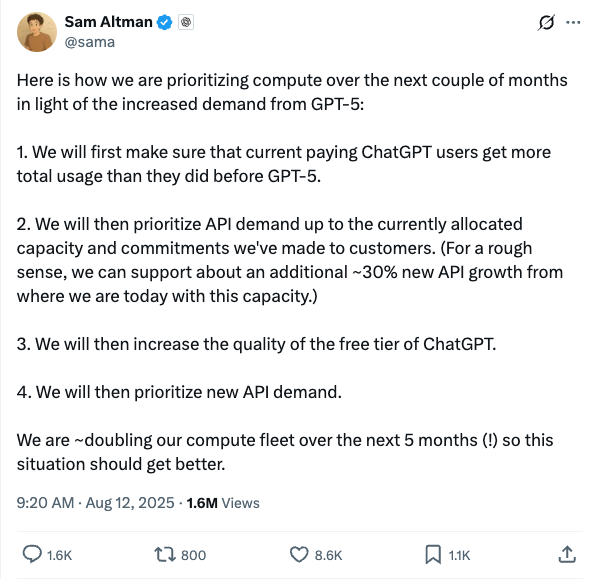 Sam Altman
@sama
Here is how we are prioritizing compute over the next couple of months
in light of the increased demand from GPT-5:
1. We will first make sure that current paying ChatGPT users get more
total usage than they did before GPT-5.
2. We will then prioritize API demand up to the currently allocated
capacity and commitments we've made to customers. (For a rough
sense, we can support about an additional ~30% new API growth from
where we are today with this capacity.)
3. We will then increase the quality of the free tier of ChatGPT.
4. We will then prioritize new API demand.
We are ~doubling our compute fleet over the next 5 months (!) so this
situation should get better.
9:20 AM · Aug 12, 2025 · 1.6M Views
1.6K 800 8.6K 1.1K